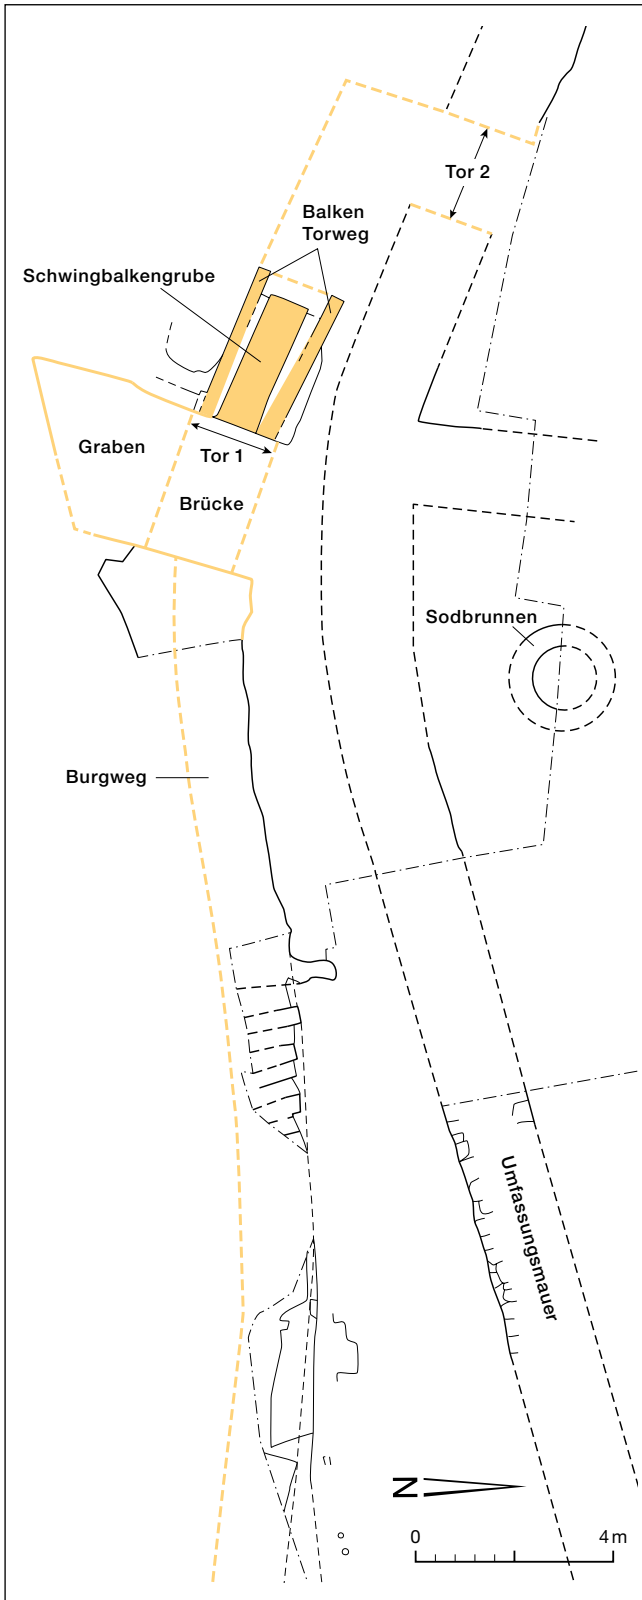 Tor 2
Balken
Torweg
Schwingbalkengrube
Graben
Tor 1
Brücke
Sodbrunnen
Burgweg
Umfassungsmauer
N
0 4 m